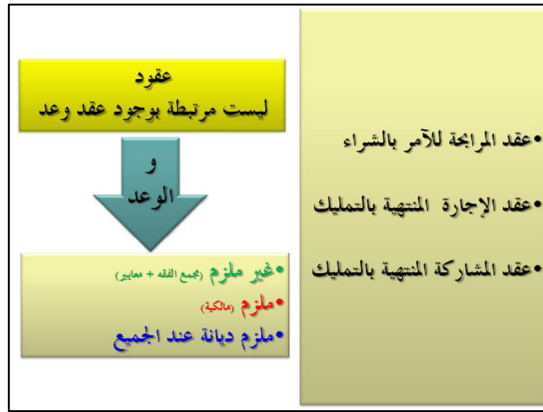 •عقد المرابحة للآمر بالشراء
•عقد الإجارة المنتهية بالتمليك
•عقد المشاركة المنتهية بالتمليك
عقود
ليست مرتبطة بوجود عقد وعد
و
الوعد
•غير ملزم (مجمع الفقه + معايير)
•ملزم (مالكية)
•ملزم ديانة عند الجميع